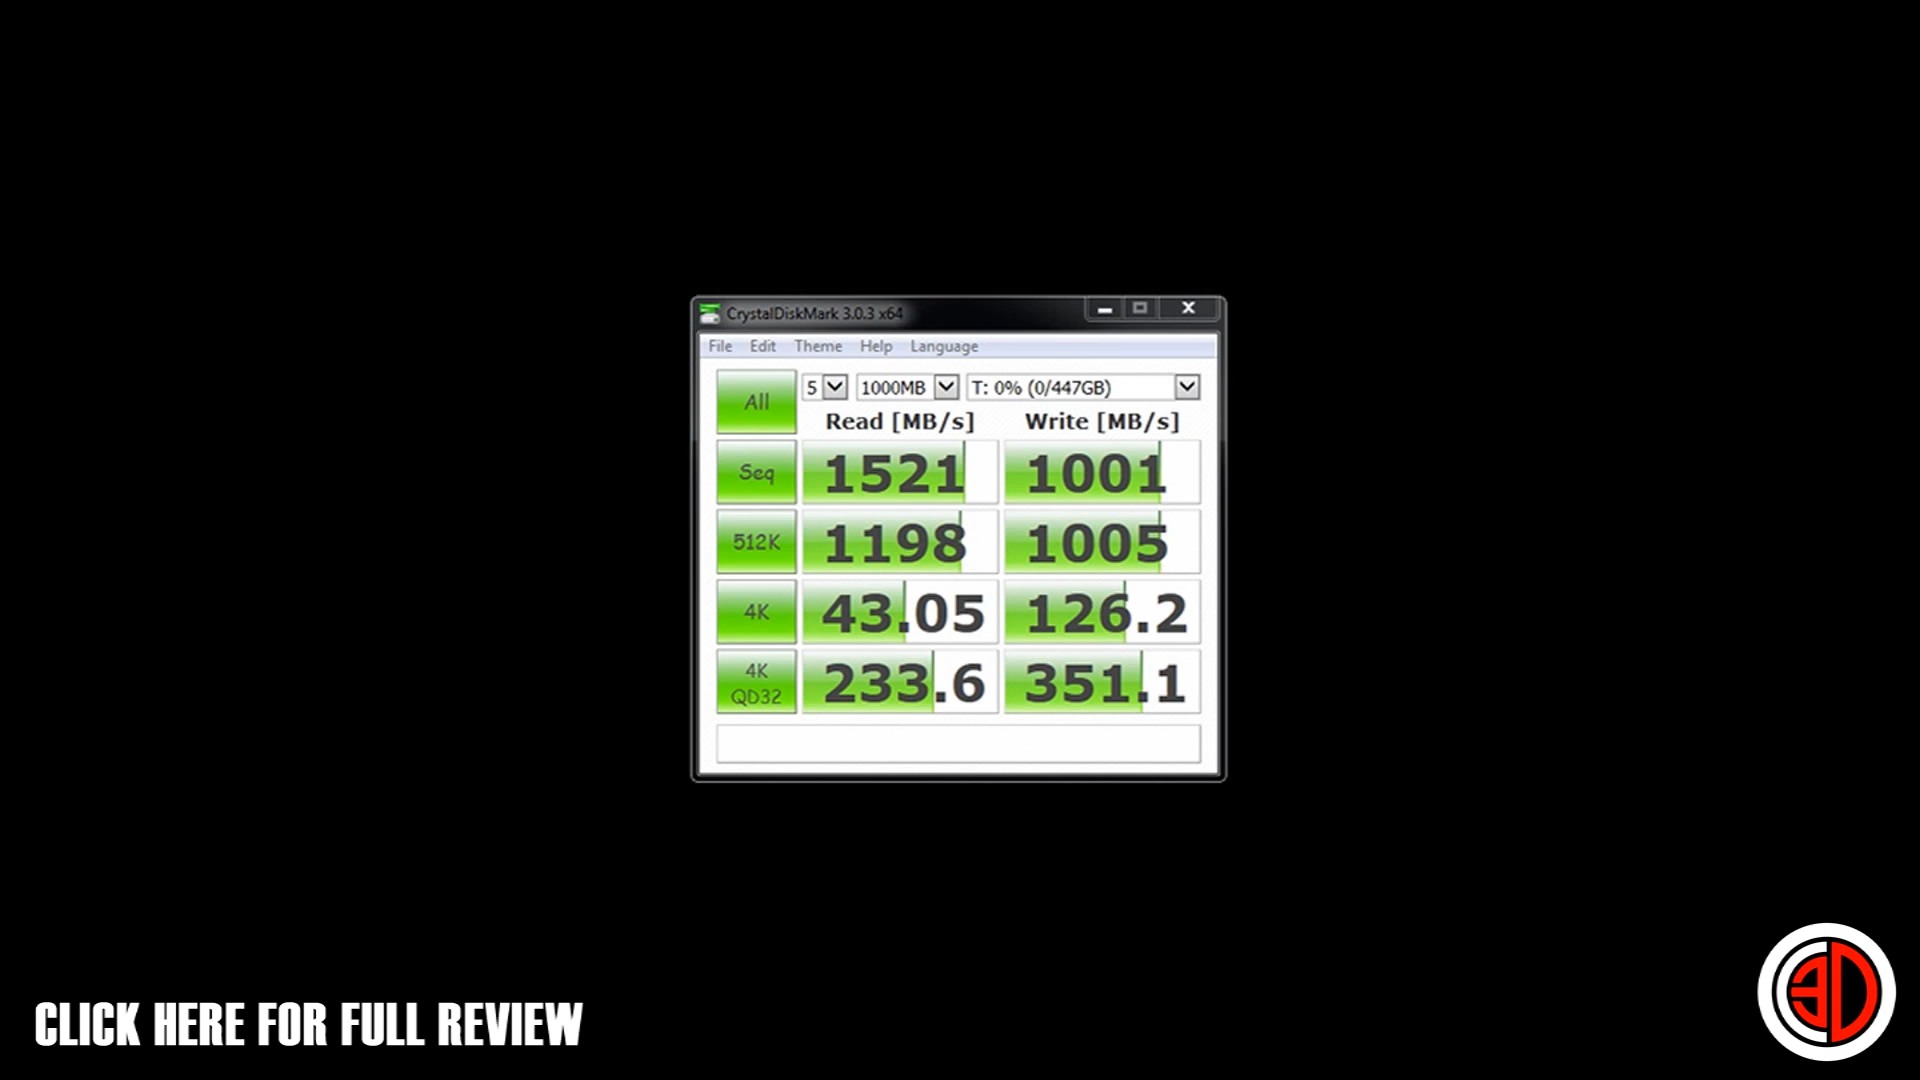 CrystalDiskMark 3.0.3 x64
File Edit Theme Help Language
All 5 1000MB T: 0% (0/447GB)
Read [MB/s] Write [MB/s]
Seq 1521 1001
512K 1198 1005
4K 43.05 126.2
4K QD32 233.6 351.1
CLICK HERE FOR FULL REVIEW
3D